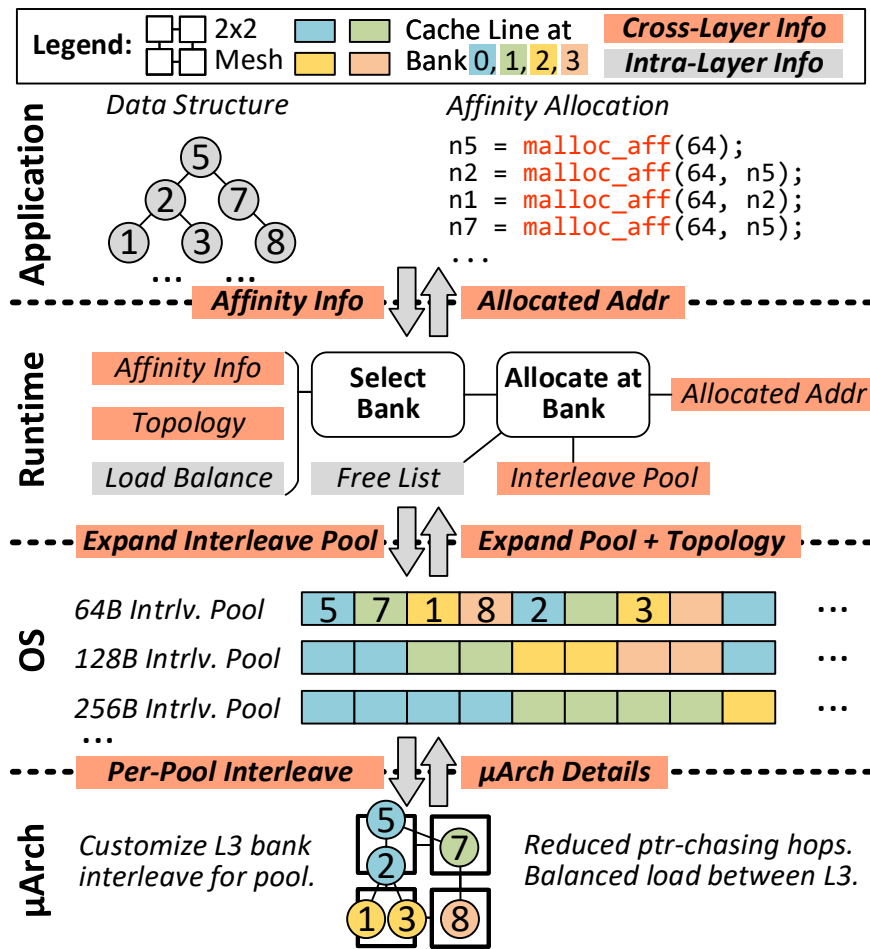 Legend: 2x2 Mesh Cache Line at Bank 0, 1, 2, 3 Cross-Layer Info
Intra-Layer Info
Application
Data Structure
5
2 7
1 3 8
... ...
Affinity Allocation
n5 = malloc_aff(64);
n2 = malloc_aff(64, n5);
n1 = malloc_aff(64, n2);
n7 = malloc_aff(64, n5);
...
Affinity Info Allocated Addr
Runtime
Affinity Info
Topology
Load Balance
Select Bank
Allocate at Bank
Allocated Addr
Free List
Interleave Pool
Expand Interleave Pool Expand Pool + Topology
OS
64B Intrlv. Pool 5 7 1 8 2 3 ...
128B Intrlv. Pool ...
256B Intrlv. Pool ...
...
Per-Pool Interleave μArch Details
μArch
Customize L3 bank
interleave for pool.
5
7
2
1 3 8
Reduced ptr-chasing hops.
Balanced load between L3.